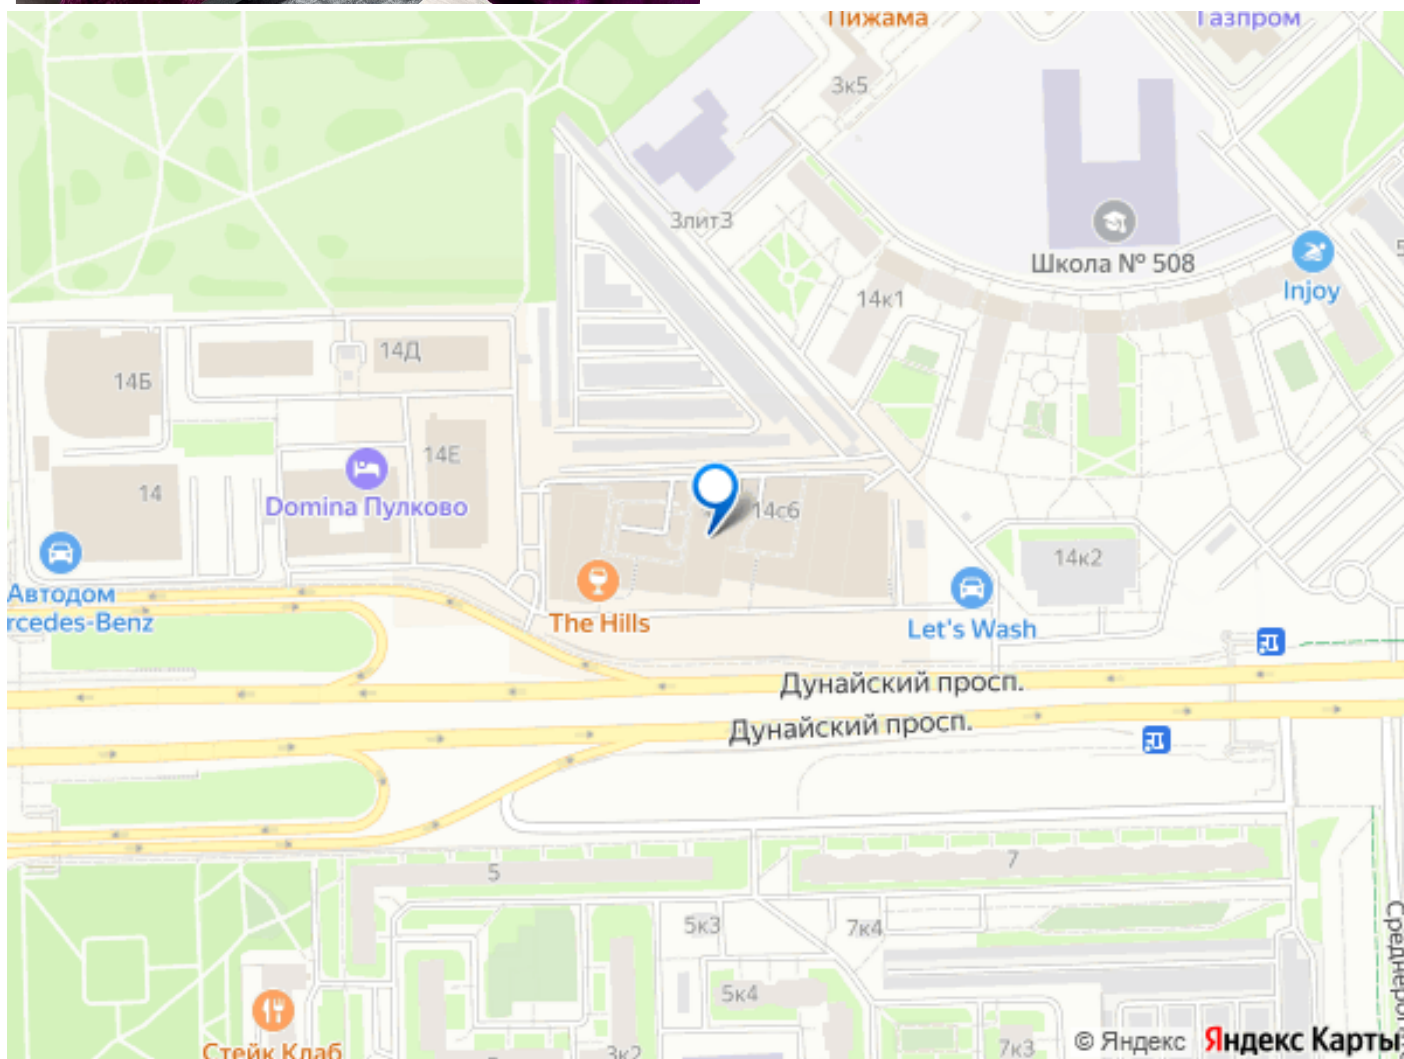 Пижама
Газпром
3к5
3лит3
Школа № 508
Injoy
14к1
14Д
14Б
14Е
14
Domina Пулково
14с6
14к2
Автодом
rcedes-Benz
The Hills
Let's Wash
Дунайский просп.
Дунайский просп.
5
7
5к3
7к4
5к4
Среднерог
Стейк Клаб
3к2
7к3
© Яндекс
Яндекс Карты